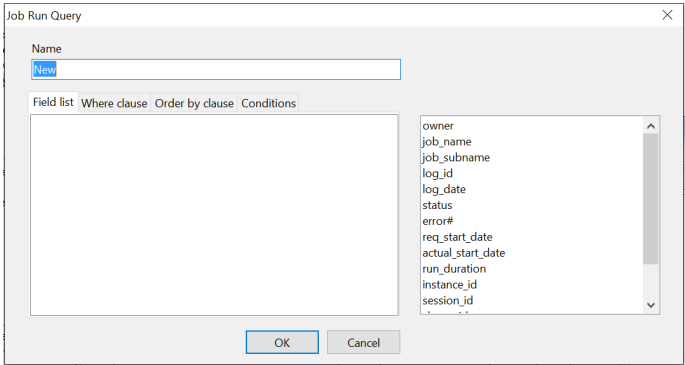 Job Run Query
Name
New
Field list Where clause Order by clause Conditions
owner
job_name
job_subname
log_id
log_date
status
error#
req_start_date
actual_start_date
run_duration
instance_id
session_id
OK Cancel